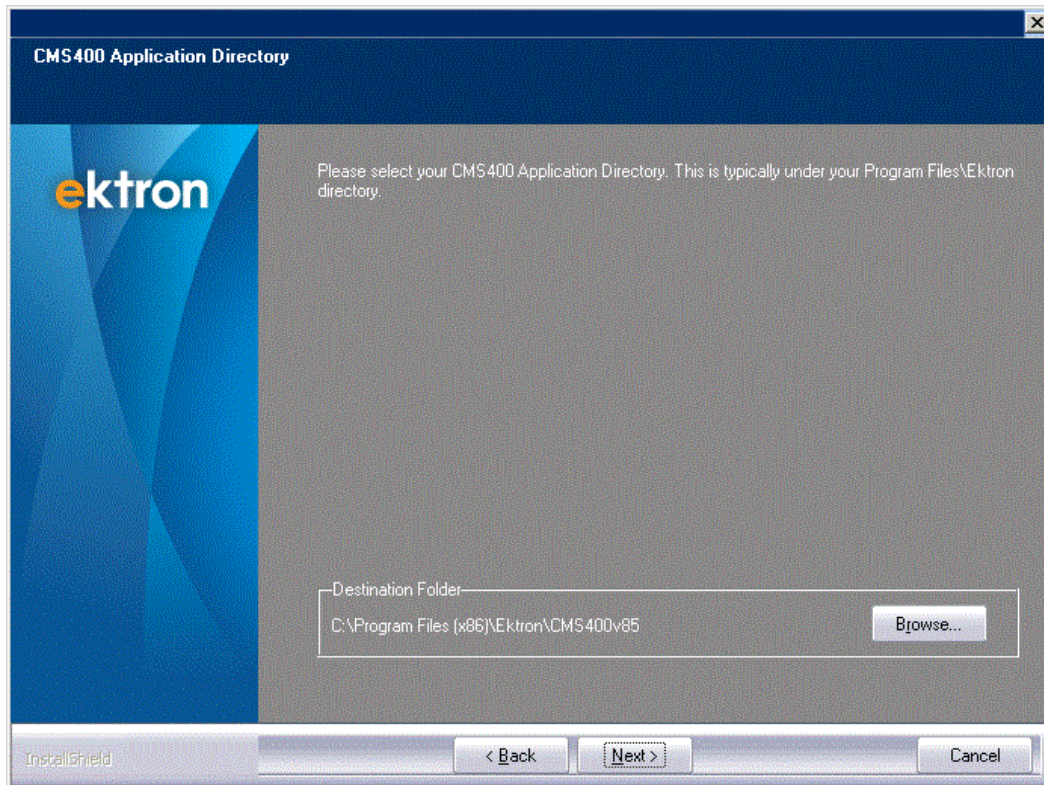 CMS400 Application Directory
ektron
Please select your CMS400 Application Directory. This is typically under your Program Files\Ektron
directory.
Destination Folder
C:\Program Files (x86)\Ektron\CMS400v85
Browse...
InstallShield
< Back
Next >
Cancel